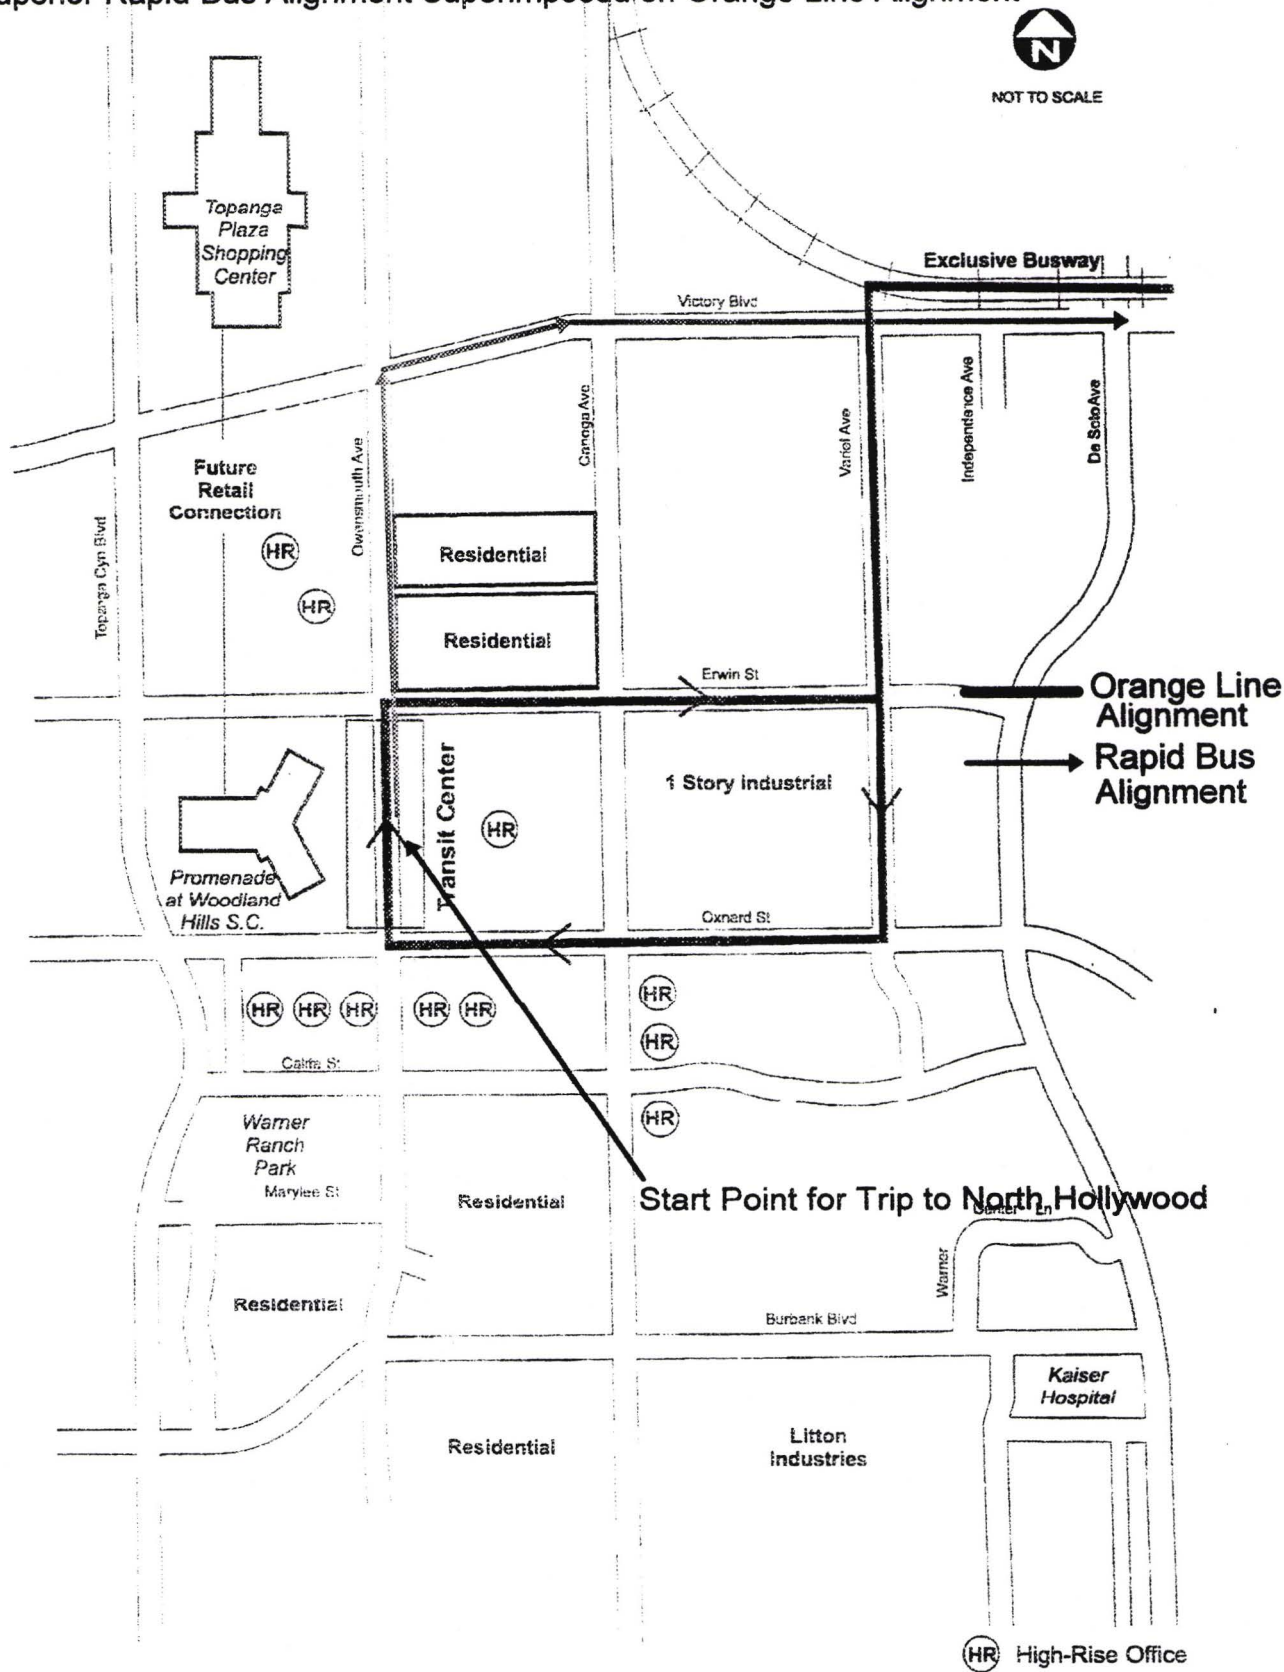 Superior Rapid Bus Alignment Superimposed on Orange Line Alignment
N
NOT TO SCALE
Topanga
Plaza
Shopping
Center
Exclusive Busway
Victory Blvd
Future
Retail
Connection
Topanga Cyn Blvd
Owensmouth Ave
Canoga Ave
Variel Ave
Independence Ave
De Soto Ave
HR
HR
Residential
Residential
Erwin St
Orange Line
Alignment
Rapid Bus
Alignment
Transit Center
HR
1 Story industrial
Promenade
at Woodland
Hills S.C.
Oxnard St
HR HR HR HR HR
HR
HR
HR
Califa St
Warner
Ranch
Park
Marylee St
Residential
Start Point for Trip to North Hollywood
Center Ln
Warner
Residential
Burbank Blvd
Kaiser
Hospital
Residential
Litton
Industries
HR High-Rise Office